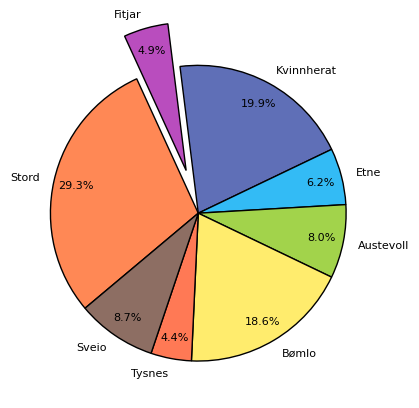 Fitjar
4.9%
Kvinnherat
19.9%
Etne
6.2%
Stord
29.3%
8.0%
Austevoll
8.7%
Sveio
4.4%
Tysnes
18.6%
Bømlo